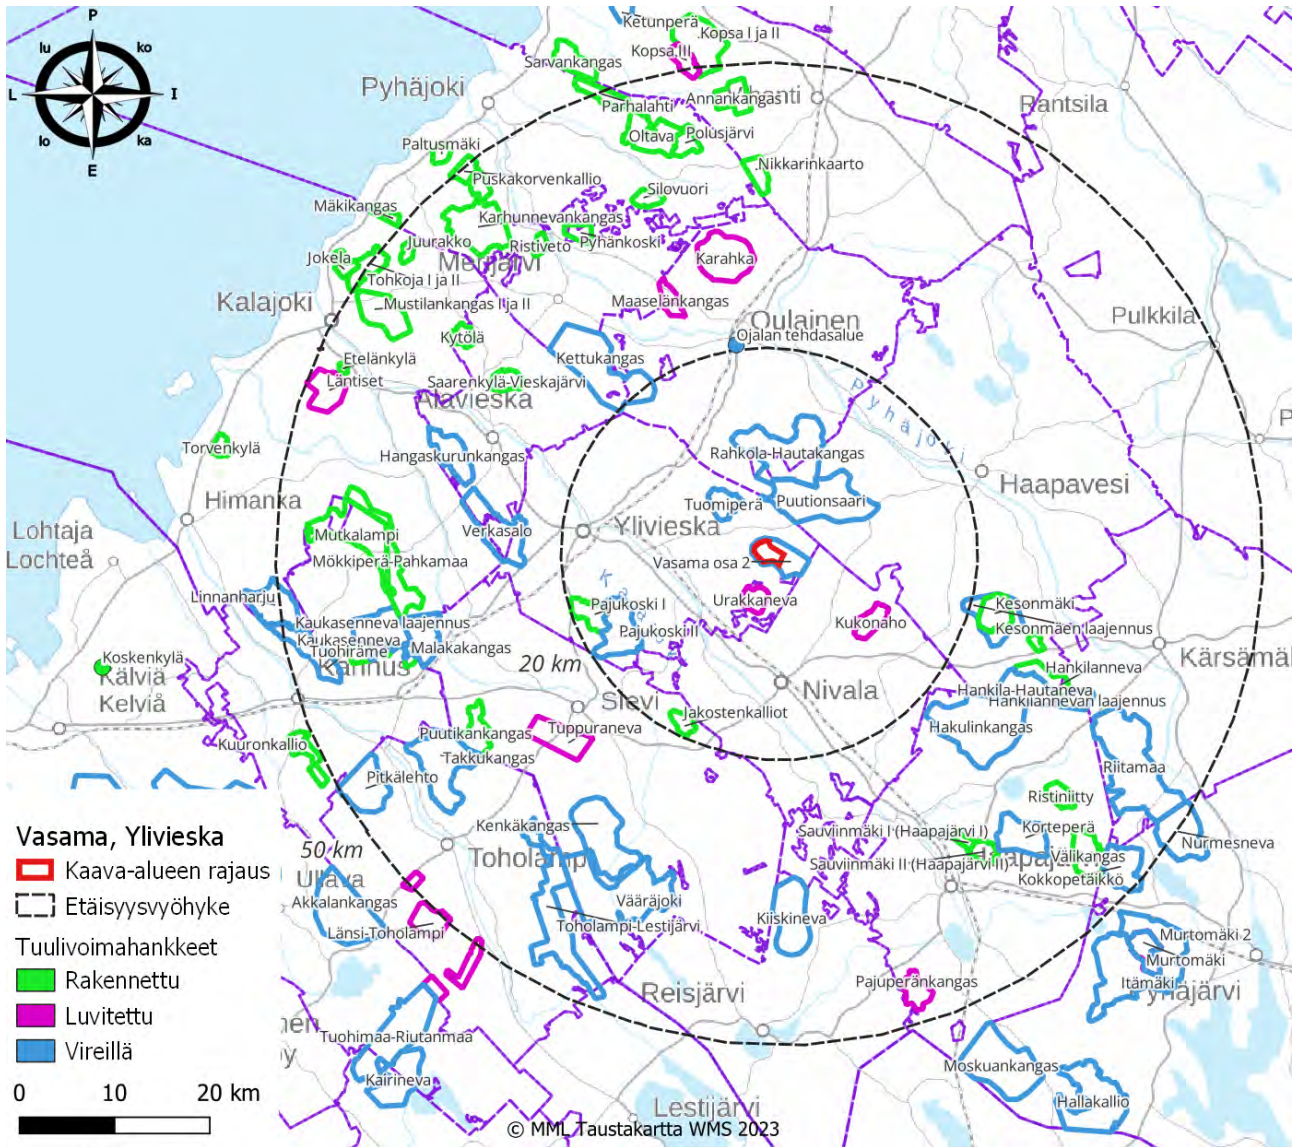 P
lu
ko
L
I
lo
ka
E
Ketunperä
Kopsa I ja II
Kopsa III
Sarvankangas
Pyhäjoki
Parhalahti
Annankangas
Rantsila
Oltava
Polusjärvi
Paltusmäki
Nikkarinkaarto
Puskakorvenkallio
Silovuori
Mäkikangas
Karhunnevankangas
Juurakko
Ristiveto
Pyhänkoski
Merijärvi
Karahka
Jokela
Tohkoja I ja II
Kalajoki
Mustilankangas I ja II
Maaselänkangas
Oulainen
Pulkkila
Kytölä
Ojalan tehdasalue
Etelänkylä
Kettukangas
Läntiset
Saarenkylä-Vieskajärvi
Alavieska
Pyhäjoki
Torvenkylä
Hangaskurunkangas
Rahkola-Hautakangas
Haapavesi
Himanka
Tuomiperä
Puutionsaari
Lohtaja
Lochteå
Mutkalampi
Verkasalo
Ylivieska
Mökkiperä-Pahkamaa
Vasama osa 2
Linnanharju
Urakkaneva
Pajukoski I
Kesonmäki
Kaukasenneva laajennus
Pajukoski II
Kukonaho
Kesonmäen laajennus
Kaukasenneva
Tuohiräme
Malakakangas
Koskenkylä
Kannus
20 km
Hankilanneva
Kälviä
Kelviå
Nivala
Hankila-Hautaneva
Hankilannevan laajennus
Sievi
Jakostenkalliot
Hakulinkangas
Puutikankangas
Tuppuraneva
Kuuronkallio
Takkukangas
Pitkälehto
Riitamaa
Ristiniitty
Vasama, Ylivieska
Kenkäkangas
Sauviinmäki I (Haapajärvi I)
Korteperä
Nurmesneva
50 km
Toholampi
Sauviinmäki II (Haapajärvi II)
Välikangas
Kaava-alueen rajaus
Ullava
Kokkopetäikkö
Akkalankangas
Vääräjoki
Etäisyysvyöhyke
Länsi-Toholampi
Toholampi-Lestijärvi
Kiiskineva
Murtomäki 2
Tuulivoimahankkeet
Murtomäki
Rakennettu
Reisjärvi
Pajuperänkangas
Itämäki
Luvitettu
Tuohimaa-Riutanmaa
Vireillä
Moskuankangas
Kairineva
0
10
20 km
Lestijärvi
Hallakallio
© MML Taustakartta WMS 2023